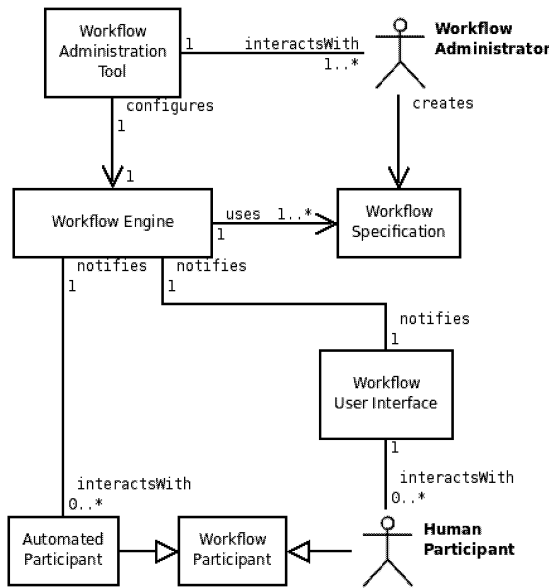 Workflow
Administration
Tool
1
interactsWith
1..*
Workflow
Administrator
configures
1
1
creates
Workflow Engine
uses
1..*
1
Workflow
Specification
notifies
1
notifies
1
notifies
1
Workflow
User Interface
1
interactsWith
0..*
interactsWith
0..*
Automated
Participant
Workflow
Participant
Human
Participant